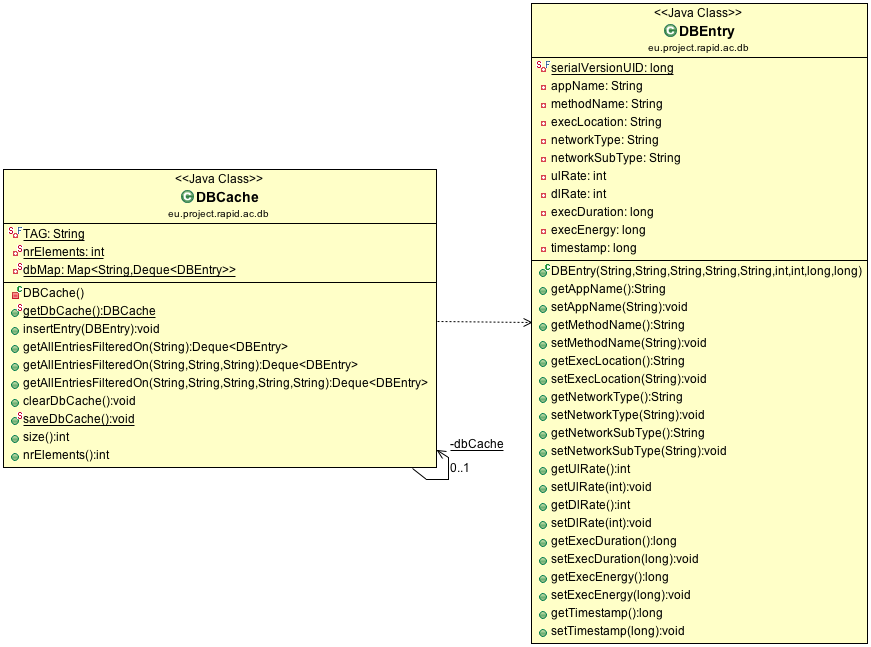 <<Java Class>>
DBEntry
eu.project.rapid.ac.db
serialVersionUID: long
appName: String
methodName: String
execLocation: String
networkType: String
networkSubType: String
ulRate: int
dlRate: int
execDuration: long
execEnergy: long
timestamp: long
DBEntry(String,String,String,String,String,int,int,long,long)
getAppName():String
setAppName(String):void
getMethodName():String
setMethodName(String):void
getExecLocation():String
setExecLocation(String):void
getNetworkType():String
setNetworkType(String):void
getNetworkSubType():String
setNetworkSubType(String):void
getUlRate():int
setUlRate(int):void
getDlRate():int
setDlRate(int):void
getExecDuration():long
setExecDuration(long):void
getExecEnergy():long
setExecEnergy(long):void
getTimestamp():long
setTimestamp(long):void
<<Java Class>>
DBCache
eu.project.rapid.ac.db
TAG: String
nrElements: int
dbMap: Map<String,Deque<DBEntry>>
DBCache()
getDbCache():DBCache
insertEntry(DBEntry):void
getAllEntriesFilteredOn(String):Deque<DBEntry>
getAllEntriesFilteredOn(String,String,String):Deque<DBEntry>
getAllEntriesFilteredOn(String,String,String,String,String):Deque<DBEntry>
clearDbCache():void
saveDbCache():void
size():int
nrElements():int
-dbCache
0..1